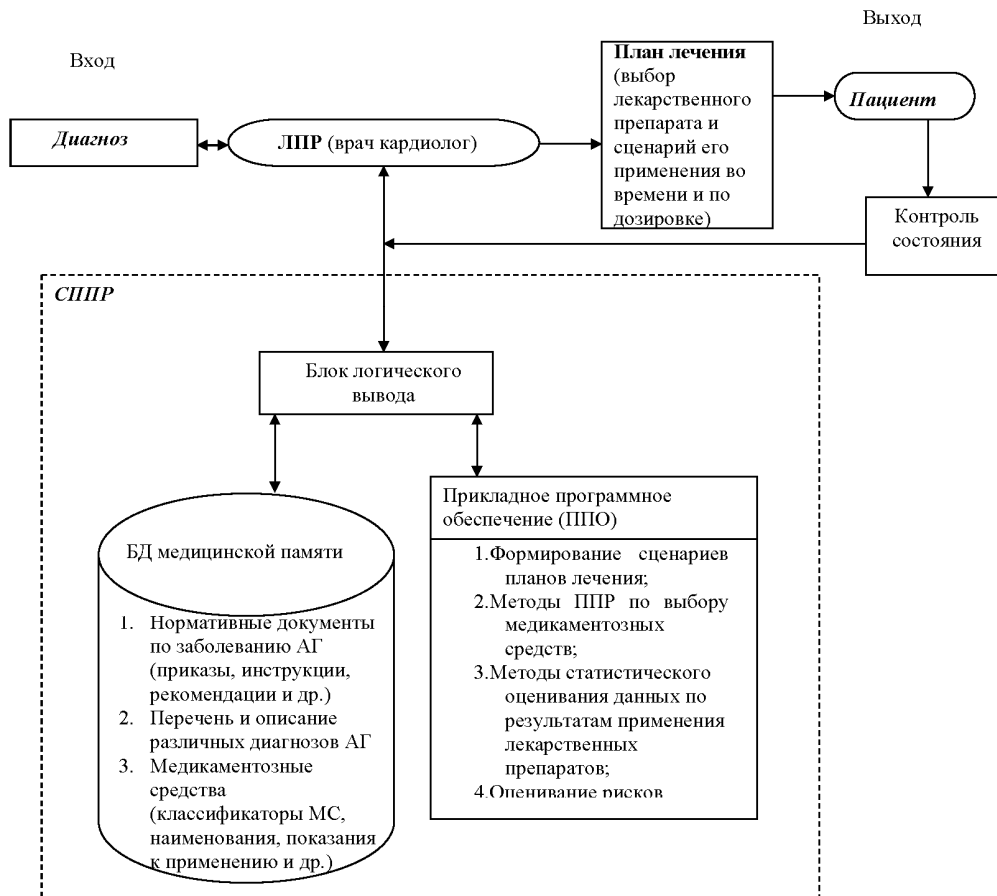 Выход
Вход
План лечения
(выбор
лекарственного
препарата и
сценарий его
применения во
времени и по
дозировке)
Пациент
Диагноз
ЛПР (врач кардиолог)
Контроль
состояния
СППР
Блок логического
вывода
БД медицинской памяти
1. Нормативные документы
по заболеванию АГ
(приказы, инструкции,
рекомендации и др.)
2. Перечень и описание
различных диагнозов АГ
3. Медикаментозные
средства
(классификаторы МС,
наименования, показания
к применению и др.)
Прикладное программное
обеспечение (ППО)
1.Формирование сценариев
планов лечения;
2.Методы ППР по выбору
медикаментозных
средств;
3.Методы статистического
оценивания данных по
результатам применения
лекарственных
препаратов;
4.Оценивание рисков